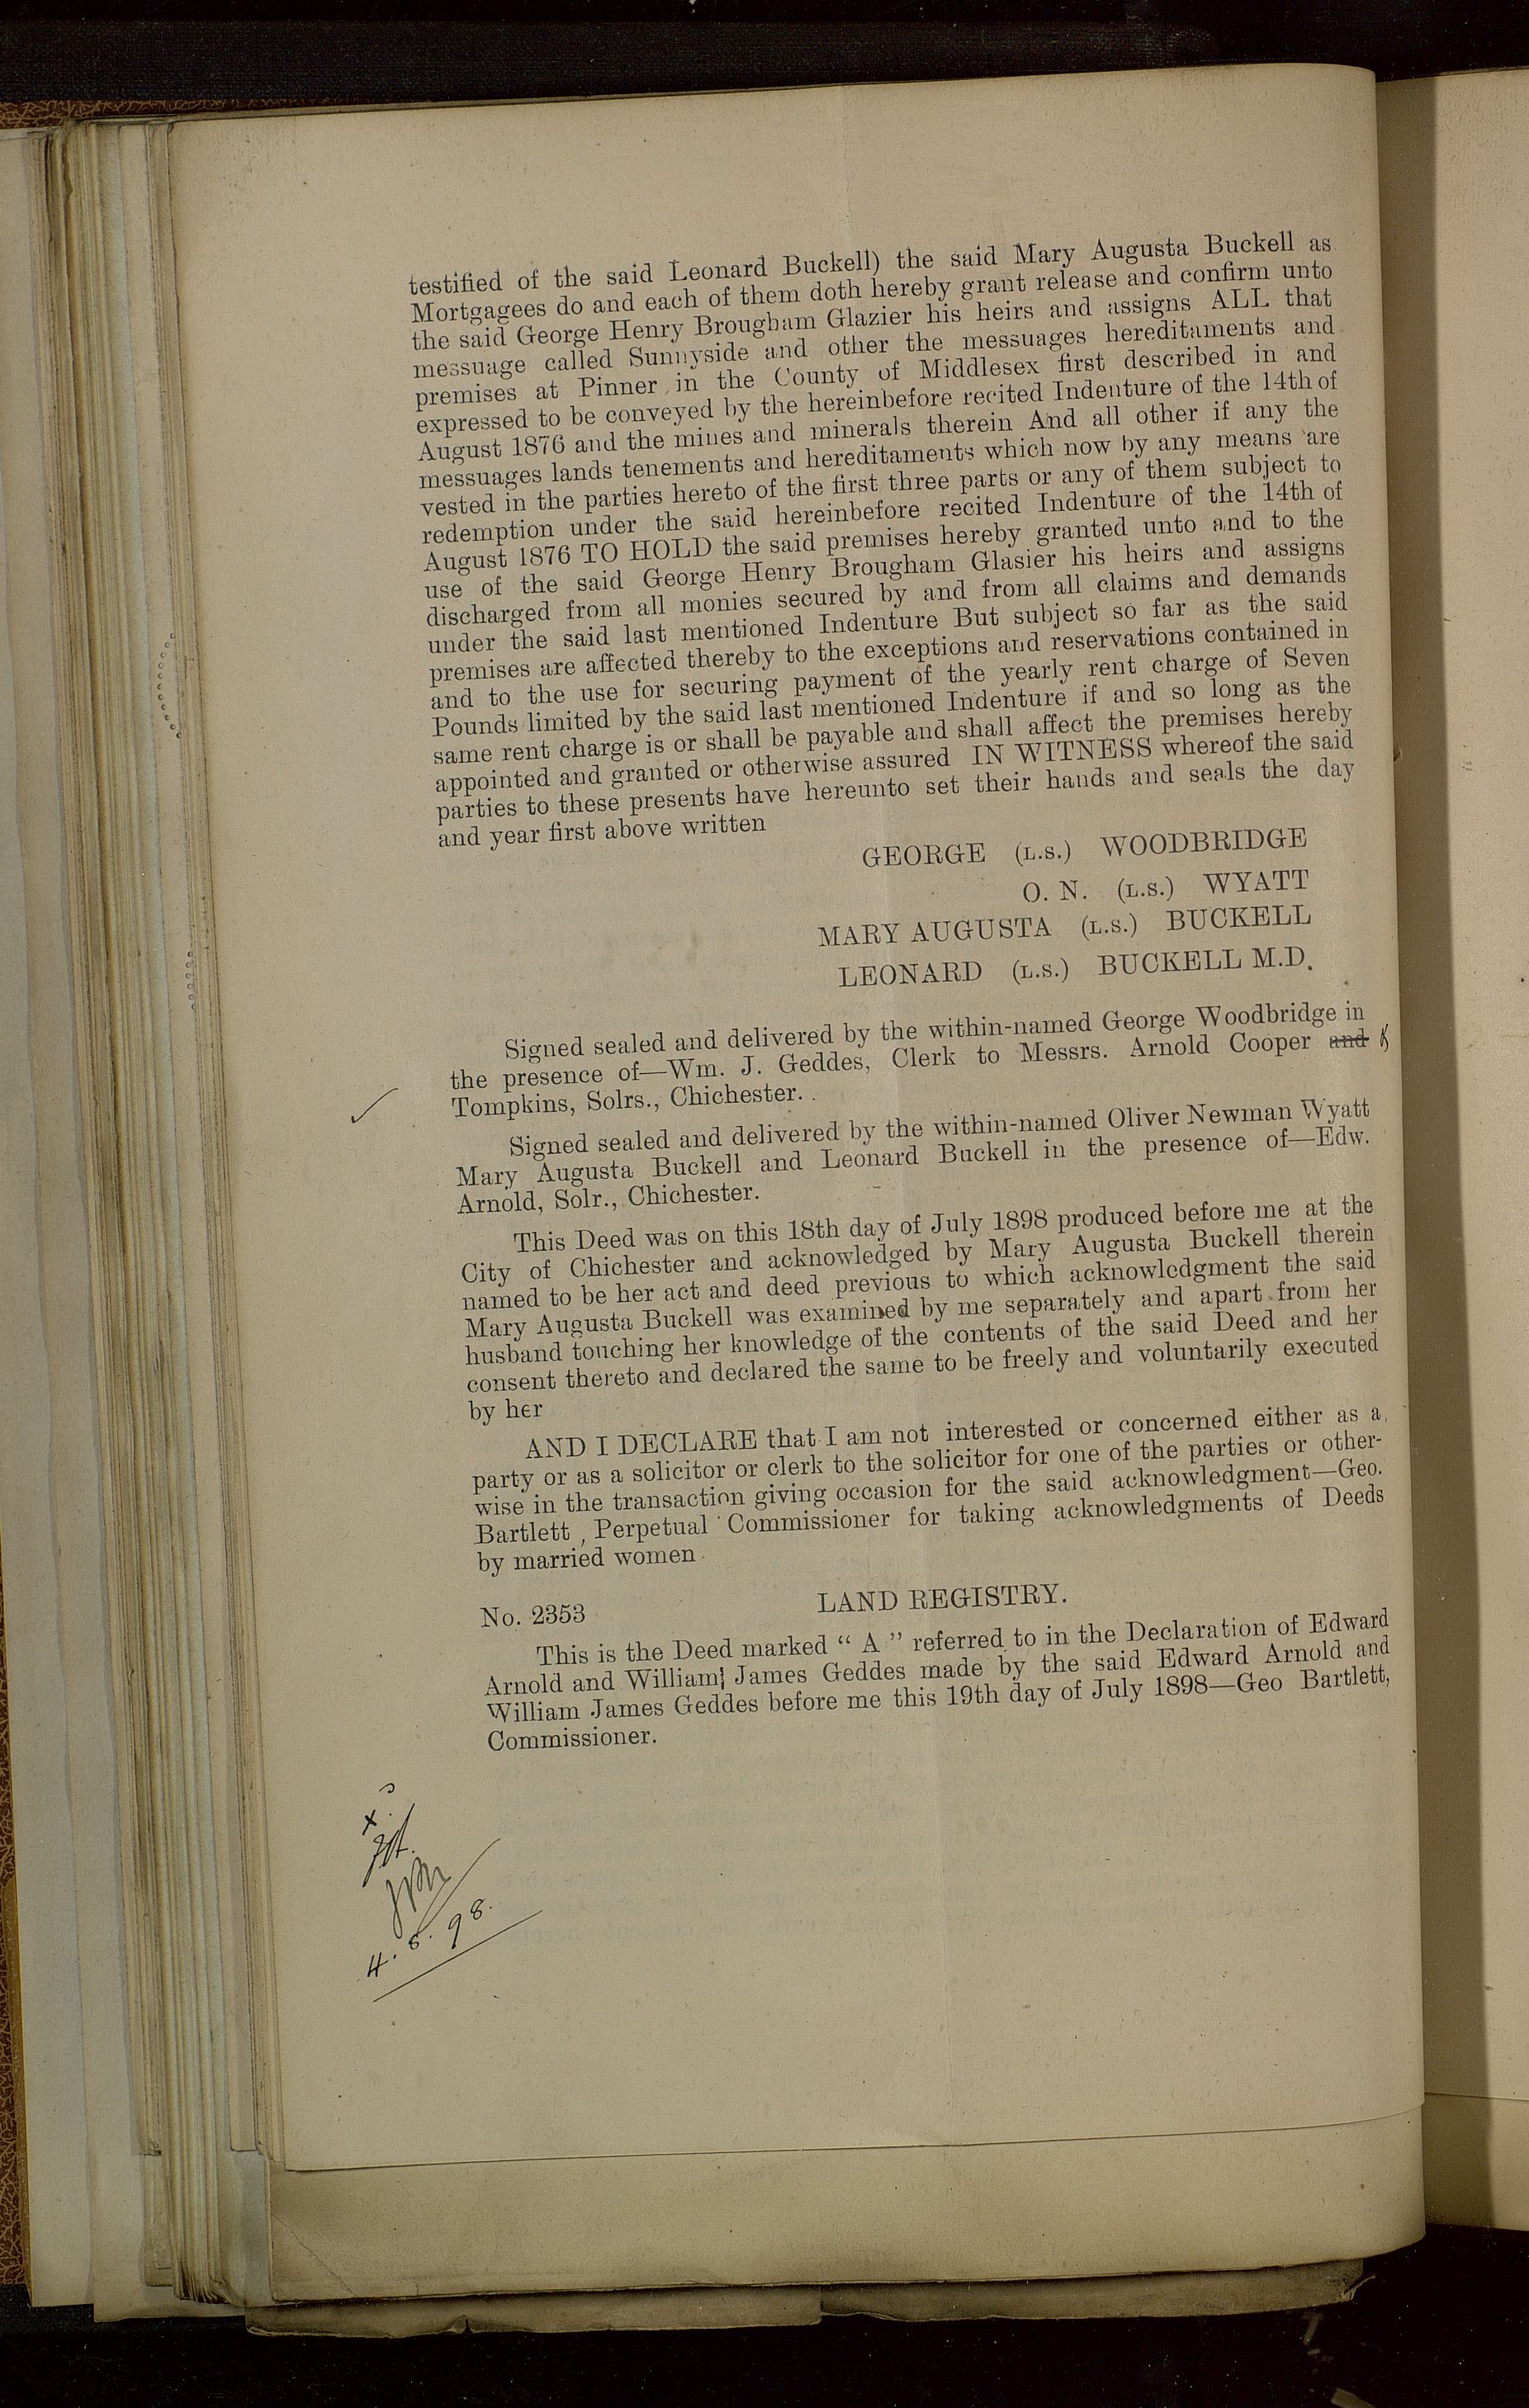 testified of the said Leonard Buckell) the said Mary Augusta Buckell as
Mortgagees do and each of them doth hereby grant release and confirm unto
the said George Henry Brougham Glazier his heirs and assigns ALL that
messuage called Sunnyside and other the messuages hereditaments and
premises at Pinner in the County of Middlesex first described in and
expressed to be conveyed by the hereinbefore recited Indenture of the 14th of
August 1876 and the mines and minerals therein And all other if any the
messuages lands tenements and hereditaments which now by any means are
vested in the parties hereto of the first three parts or any of them subject to
redemption under the said hereinbefore recited Indenture of the 14th of
August 1876 TO HOLD the said premises hereby granted unto and to the
use of the said George Henry Brougham Glasier his heirs and assigns
discharged from all monies secured by and from all claims and demands
under the said last mentioned Indenture But subject so far as the said
premises are affected thereby to the exceptions and reservations contained in
and to the use for securing payment of the yearly rent charge of Seven
Pounds limited by the said last mentioned Indenture if and so long as the
same rent charge is or shall be payable and shall affect the premises hereby
appointed and granted or otherwise assured IN WITNESS whereof the said
parties to these presents have hereunto set their hands and seals the day
and year first above written
GEORGE (L.S.) WOODBRIDGE
O. N. (L.S.) WYATT
MARY AUGUSTA (L.S.) BUCKELL
LEONARD (L.S.) BUCKELL M.D.
Signed sealed and delivered by the within-named George Woodbridge in
the presence of—Wm. J. Geddes, Clerk to Messrs. Arnold Cooper and &
Tompkins, Solrs., Chichester.
Signed sealed and delivered by the within-named Oliver Newman Wyatt
Mary Augusta Buckell and Leonard Buckell in the presence of—Edw.
Arnold, Solr., Chichester.
This Deed was on this 18th day of July 1898 produced before me at the
City of Chichester and acknowledged by Mary Augusta Buckell therein
named to be her act and deed previous to which acknowledgment the said
Mary Augusta Buckell was examined by me separately and apart from her
husband touching her knowledge of the contents of the said Deed and her
consent thereto and declared the same to be freely and voluntarily executed
by her
AND I DECLARE that I am not interested or concerned either as a
party or as a solicitor or clerk to the solicitor for one of the parties or other-
wise in the transaction giving occasion for the said acknowledgment—Geo.
Bartlett, Perpetual Commissioner for taking acknowledgments of Deeds
by married women
No. 2353 LAND REGISTRY.
This is the Deed marked “ A ” referred to in the Declaration of Edward
Arnold and William James Geddes made by the said Edward Arnold and
William James Geddes before me this 19th day of July 1898—Geo Bartlett,
Commissioner.
4.8.98.